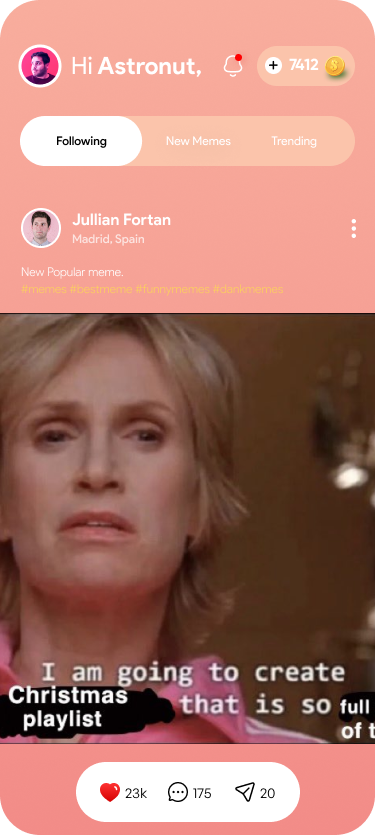 Hi Astronut,
+ 7412
Following New Memes Trending
Jullian Fortan
Madrid, Spain
New Popular meme.
#memes #bestmeme #funnymemes #dankmemes
I am going to create
Christmas playlist that is so full of t
23k 175 20